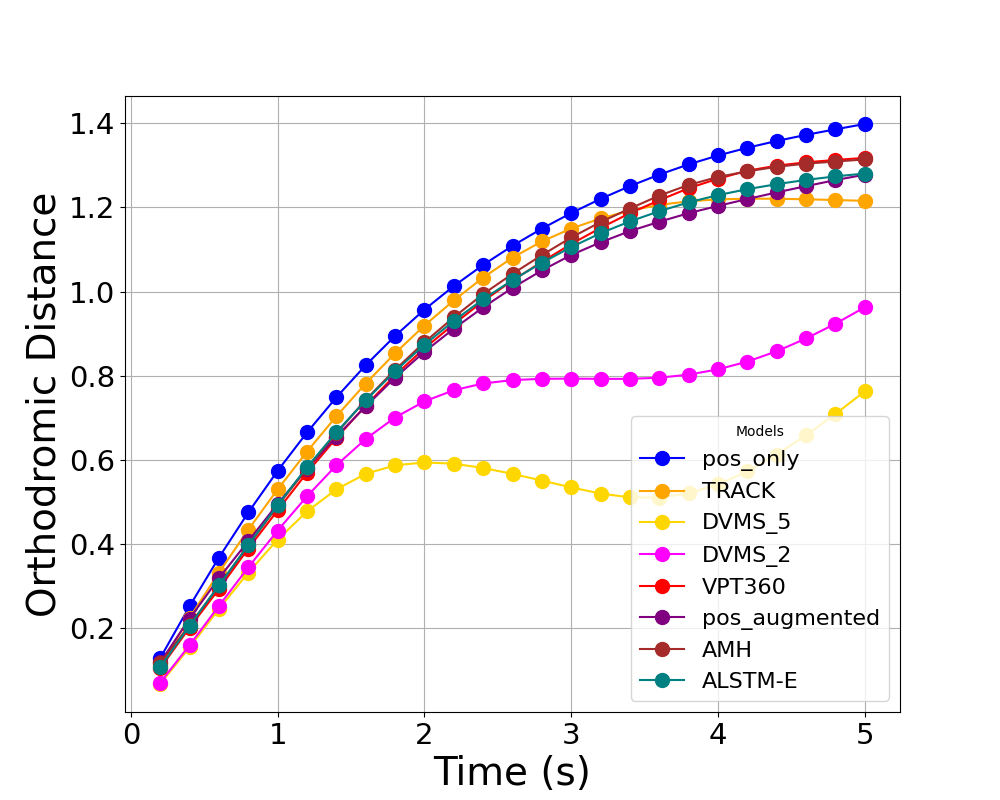 1.4
1.2
1.0
0.8
0.6
0.4
0.2
Orthodromic Distance
0
1
2
3
4
5
Time (s)
Models
pos_only
TRACK
DVMS_5
DVMS_2
VPT360
pos_augmented
AMH
ALSTM-E